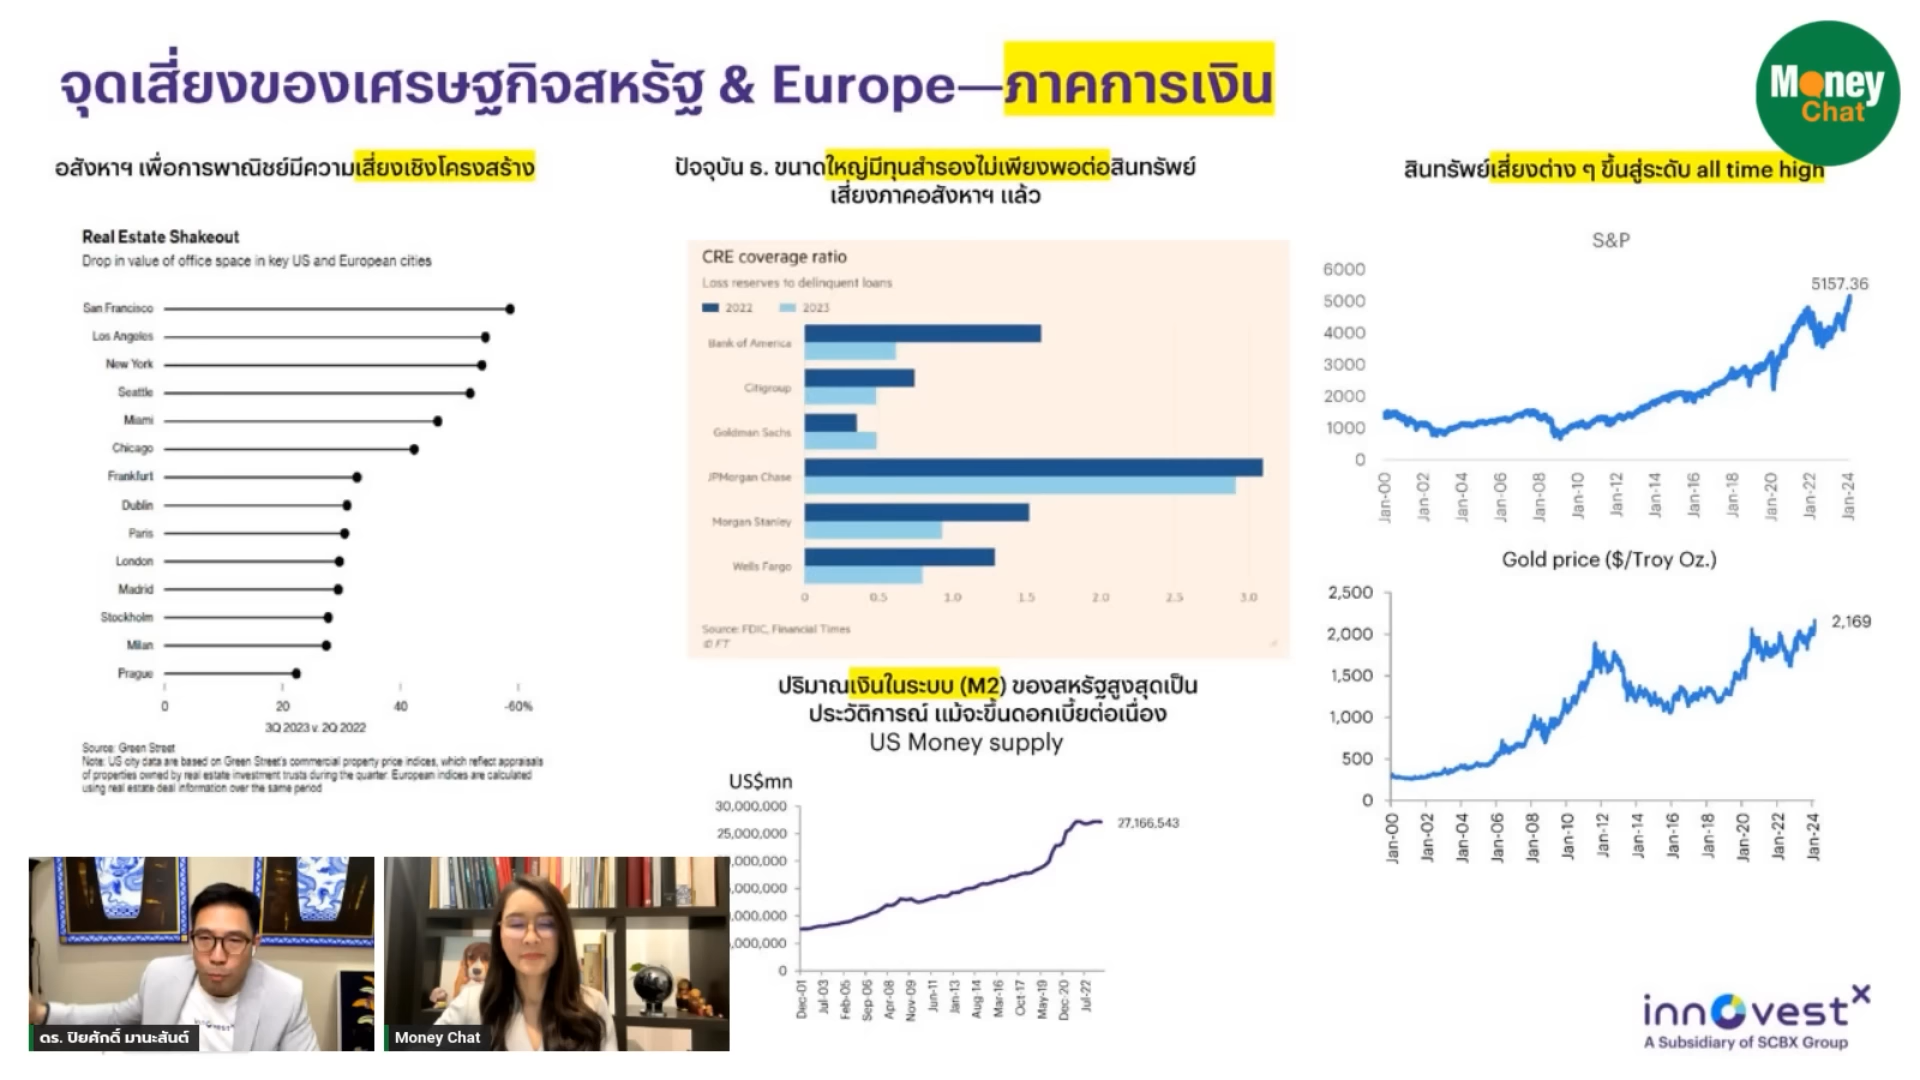 จุดเสี่ยงของเศรษฐกิจสหรัฐ & Europe—ภาคการเงิน
Money
Chat
อสังหาฯ เพื่อการพาณิชย์มีความเสี่ยงเชิงโครงสร้าง
Real Estate Shakeout
Drop in value of office space in key US and European cities
San Francisco
Los Angeles
New York
Seattle
Miami
Chicago
Frankfurt
Dublin
Paris
London
Madrid
Stockholm
Milan
Prague
0 20 40 -60%
3Q 2023 v. 2Q 2022
Source: Green Street
Note: US city data are based on Green Street's commercial property price indices, which reflect appraisals
of properties owned by real estate investment trusts during the quarter. European indices are calculated
using real estate deal information over the same period
ปัจจุบัน ธ. ขนาดใหญ่มีทุนสำรองไม่เพียงพอต่อสินทรัพย์
เสี่ยงภาคอสังหาฯ แล้ว
CRE coverage ratio
Loss reserves to delinquent loans
2022 2023
Bank of America
Citigroup
Goldman Sachs
JPMorgan Chase
Morgan Stanley
Wells Fargo
0 0.5 1.0 1.5 2.0 2.5 3.0
Source: FDIC, Financial Times
© FT
ปริมาณเงินในระบบ (M2) ของสหรัฐสูงสุดเป็น
ประวัติการณ์ แม้จะขึ้นดอกเบี้ยต่อเนื่อง
US Money supply
US$mn
30,000,000
25,000,000
0
27,166,543
Dec-01 Jul-03 Feb-05 Sep-06 Apr-08 Nov-09 Jun-11 Jan-13 Aug-14 Mar-16 Oct-17 May-19 Dec-20 Jul-22
สินทรัพย์เสี่ยงต่าง ๆ ขึ้นสู่ระดับ all time high
S&P
6000
5000
4000
3000
2000
1000
0
5157.36
Jan-00 Jan-02 Jan-04 Jan-06 Jan-08 Jan-10 Jan-12 Jan-14 Jan-16 Jan-18 Jan-20 Jan-22 Jan-24
Gold price ($/Troy Oz.)
2,500
2,000
1,500
1,000
500
0
2,169
Jan-00 Jan-02 Jan-04 Jan-06 Jan-08 Jan-10 Jan-12 Jan-14 Jan-16 Jan-18 Jan-20 Jan-22 Jan-24
ดร. ปิยศักดิ์ มานะสันต์
Money Chat
innovestx
A Subsidiary of SCBX Group